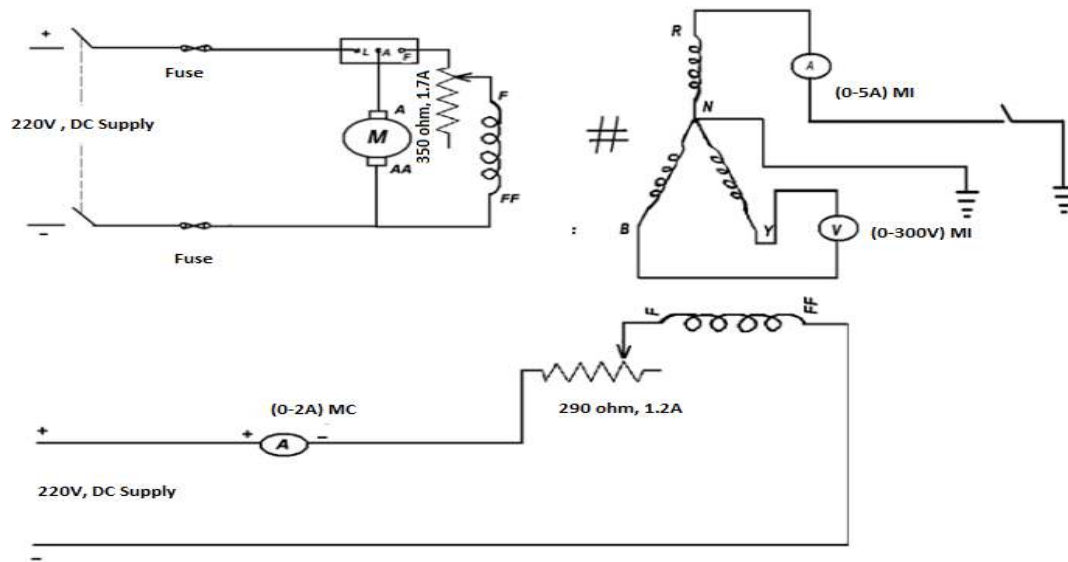 +
Fuse
220V , DC Supply
–
Fuse
L A F
A
M
AA
350 ohm, 1.7A
F
FF
R
A
(0-5A) MI
N
#
: B
Y
V
(0-300V) MI
F
FF
290 ohm, 1.2A
(0-2A) MC
+
+
A
–
220V, DC Supply
–